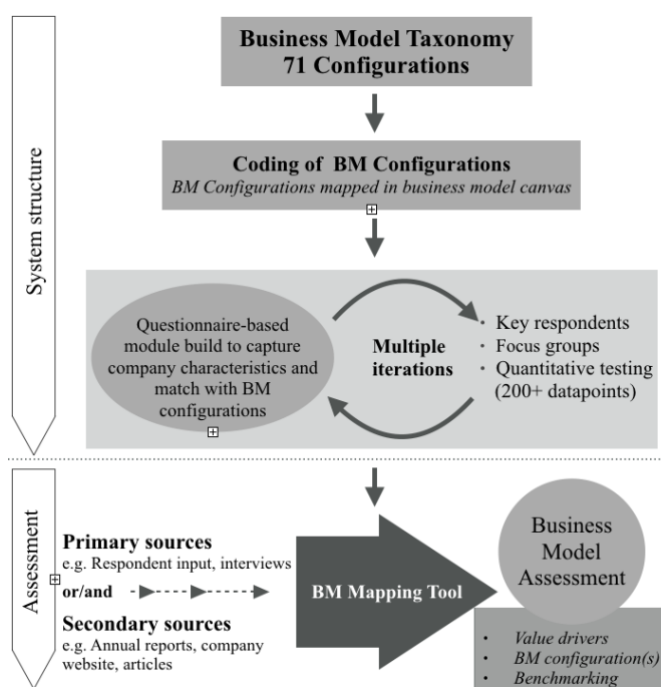 Business Model Taxonomy
71 Configurations
Coding of BM Configurations
BM Configurations mapped in business model canvas
System structure
Questionnaire-based
module build to capture
company characteristics and
match with BM
configurations
Multiple
iterations
· Key respondents
· Focus groups
· Quantitative testing
(200+ datapoints)
Assessment
Primary sources
e.g. Respondent input, interviews
or/and
Secondary sources
e.g. Annual reports, company
website, articles
BM Mapping Tool
Business
Model
Assessment
• Value drivers
• BM configuration(s)
• Benchmarking